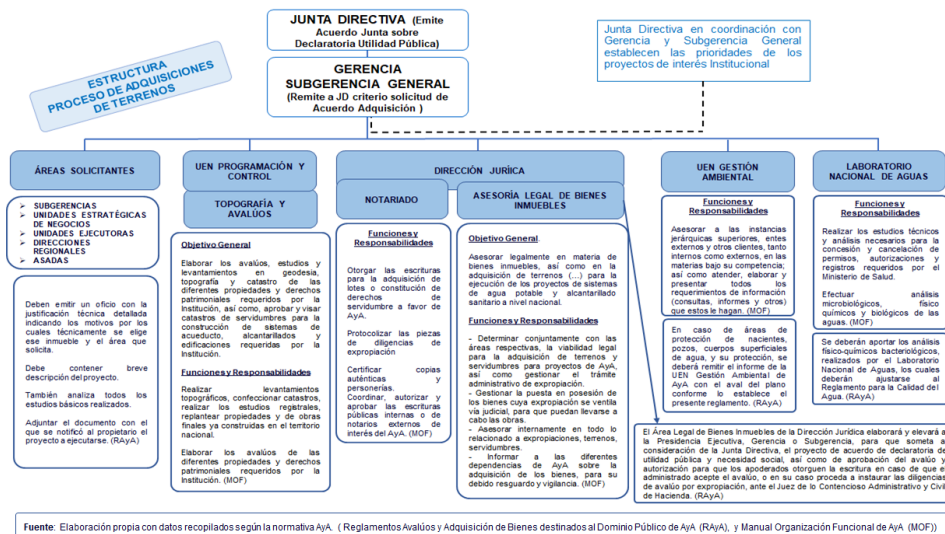 JUNTA DIRECTIVA (Emite
Acuerdo Junta sobre
Declaratoria Utilidad Pública)
Junta Directiva en coordinación con
Gerencia y Subgerencia General
establecen las prioridades de los
proyectos de interés Institucional
ESTRUCTURA
PROCESO DE ADQUISICIONES
DE TERRENOS
GERENCIA
SUBGERENCIA GENERAL
(Remite a JD criterio solicitud de
Acuerdo Adquisición )
ÁREAS SOLICITANTES
SUBGERENCIAS
UNIDADES ESTRATÉGICAS
DE NEGOCIOS
UNIDADES EJECUTORAS
DIRECCIONES
REGIONALES
ASADAS
Deben emitir un oficio con la
justificación técnica detallada
indicando los motivos por los
cuales técnicamente se elige
ese inmueble y el área que
solicita.
Debe contener breve
descripción del proyecto.
También analiza todos los
estudios básicos realizados.
Adjuntar el documento con el
que se notificó al propietario el
proyecto a ejecutarse. (RAyA)
UEN PROGRAMACIÓN Y
CONTROL
TOPOGRAFÍA Y
AVALÚOS
Objetivo General
Elaborar los avalúos, estudios y
levantamientos en geodesia,
topografía y catastro de las
diferentes propiedades y derechos
patrimoniales requeridos por la
Institución, así como, aprobar y visar
catastros de servidumbres para la
construcción de sistemas de
acueducto, alcantarillados y
edificaciones requeridas por la
Institución.
Funciones y Responsabilidades
Realizar levantamientos
topográficos, confeccionar catastros,
realizar los estudios registrales,
replantear propiedades y de obras
finales ya construidas en el territorio
nacional.
Elaborar los avalúos de las
diferentes propiedades y derechos
patrimoniales requeridos por la
Institución. (MOF)
DIRECCIÓN JURÍICA
NOTARIADO
Funciones y
Responsabilidades
Otorgar las escrituras
para la adquisición de
lotes o constitución de
derechos de
servidumbre a favor de
AyA.
Protocolizar las piezas
de diligencias de
expropiación
Certificar copias
auténticas y
personerías.
Coordinar, autorizar y
aprobar las escrituras
públicas internas o de
notarios externos de
interés del AyA. (MOF)
ASESORÍA LEGAL DE BIENES
INMUEBLES
Objetivo General.
Asesorar legalmente en materia de
bienes inmuebles, así como en la
adquisición de terrenos (…) para la
ejecución de los proyectos de sistemas
de agua potable y alcantarillado
sanitario a nivel nacional.
Funciones y Responsabilidades
- Determinar conjuntamente con las
áreas respectivas, la viabilidad legal
para la adquisición de terrenos y
servidumbres para proyectos de AyA,
así como gestionar el trámite
administrativo de expropiación.
- Gestionar la puesta en posesión de
los bienes cuya expropiación se ventila
vía judicial, para que puedan llevarse a
cabo las obras.
- Asesorar internamente en todo lo
relacionado a expropiaciones, terrenos,
servidumbres.
- Informar a las diferentes
dependencias de AyA sobre la
adquisición de los bienes, para su
debido resguardo y vigilancia. (MOF)
UEN GESTIÓN
AMBIENTAL
Funciones y
Responsabilidades
Asesorar a las instancias
jerárquicas superiores, entes
externos y otros clientes, tanto
internos como externos, en las
materias bajo su competencia;
así como atender, elaborar y
presentar todos los
requerimientos de información
(consultas, informes y otros)
que estos le hagan. (MOF)
En caso de áreas de
protección de nacientes,
pozos, cuerpos superficiales
de agua, y su protección, se
deberá remitir el informe de la
UEN Gestión Ambiental de
AyA con el aval del plano
conforme lo establece el
presente reglamento. (RAyA)
LABORATORIO
NACIONAL DE AGUAS
Funciones y
Responsabilidades
Realizar los estudios técnicos
y análisis necesarios para la
concesión y cancelación de
permisos, autorizaciones y
registros requeridos por el
Ministerio de Salud.
Efectuar análisis
microbiológicos, físico
químicos y biológicos de las
aguas. (MOF)
Se deberán aportar los análisis
físico-químicos bacteriológico,
realizados por el Laboratorio
Nacional de Aguas, los cuales
deberán ajustarse al
Reglamento para la Calidad del
Agua. (RAyA)
El Área Legal de Bienes Inmuebles de la Dirección Jurídica elaborará y elevará a
la Presidencia Ejecutiva, Gerencia o Subgerencia, para que someta a
consideración de la Junta Directiva, el proyecto de acuerdo de declaratoria de
utilidad pública y necesidad social, así como de aprobación del avalúo y
autorización para que los apoderados otorguen la escritura en caso de que el
administrado acepte el avalúo, o en su caso proceda a instaurar las diligencias
de avalúo por expropiación, ante el Juez de lo Contencioso Administrativo y Civil
de Hacienda. (RAyA)
Fuente: Elaboración propia con datos recopilados según la normativa AyA. ( Reglamentos Avalúos y Adquisición de Bienes destinados al Dominio Público de AyA (RAyA), y Manual Organización Funcional de AyA (MOF))